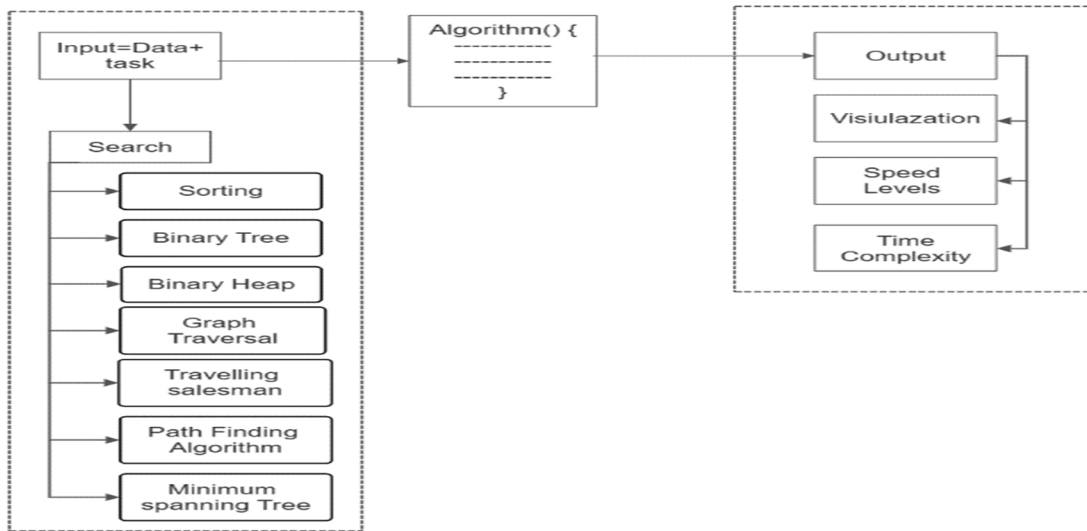 Input=Data+
task
Search
Sorting
Binary Tree
Binary Heap
Graph
Traversal
Travelling
salesman
Path Finding
Algorithm
Minimum
spanning Tree
Algorithm() {
-----------
-----------
-----------
}
Output
Visiulazation
Speed
Levels
Time
Complexity